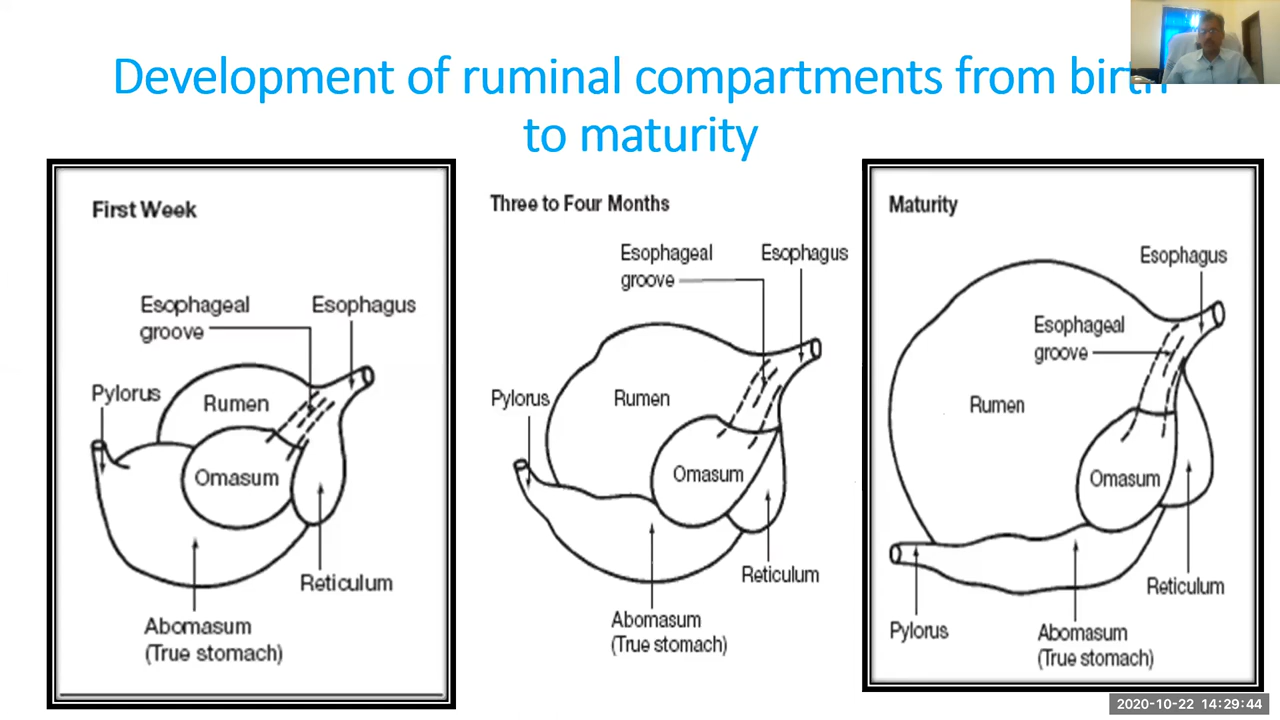 Development of ruminal compartments from birth
to maturity
First Week
Esophageal
groove
Esophagus
Pylorus
Rumen
Omasum
Reticulum
Abomasum
(True stomach)
Three to Four Months
Esophageal
groove
Esophagus
Pylorus
Rumen
Omasum
Reticulum
Abomasum
(True stomach)
Maturity
Esophagus
Esophageal
groove
Rumen
Omasum
Reticulum
Pylorus
Abomasum
(True stomach)
2020-10-22 14:29:44